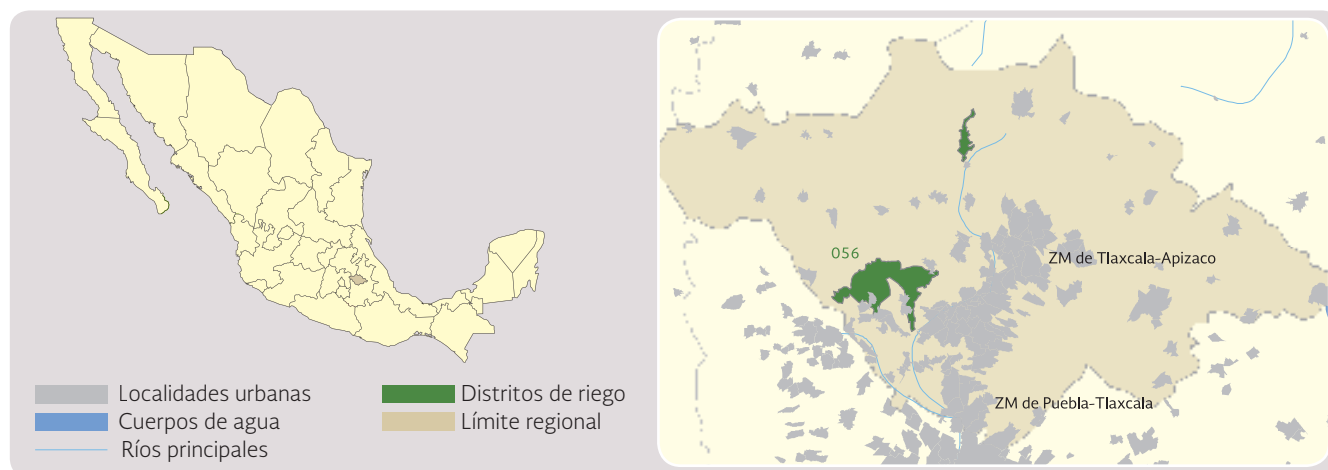 Localidades urbanas
Cuerpos de agua
Ríos principales
Distritos de riego
Límite regional
056
ZM de Tlaxcala-Apizaco
ZM de Puebla-Tlaxcala